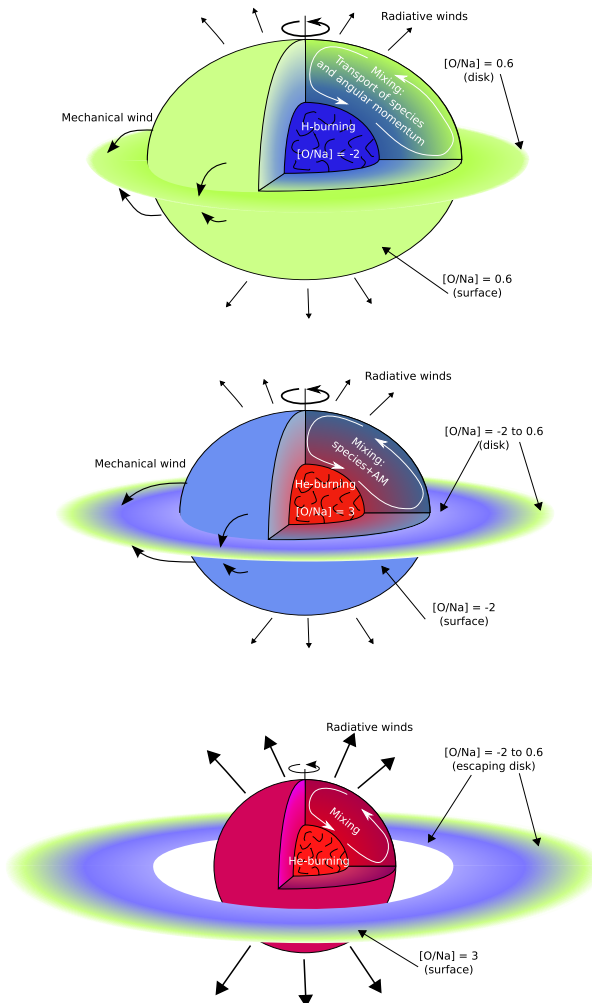 Radiative winds
[O/Na] = 0.6
(disk)
Mixing:
Transport of species
and angular momentum
Mechanical wind
H-burning
[O/Na] = -2
[O/Na] = 0.6
(surface)
Radiative winds
[O/Na] = -2 to 0.6
(disk)
Mixing:
species+AM
Mechanical wind
He-burning
[O/Na] = 3
[O/Na] = -2
(surface)
Radiative winds
[O/Na] = -2 to 0.6
(escaping disk)
Mixing
He-burning
[O/Na] = 3
(surface)